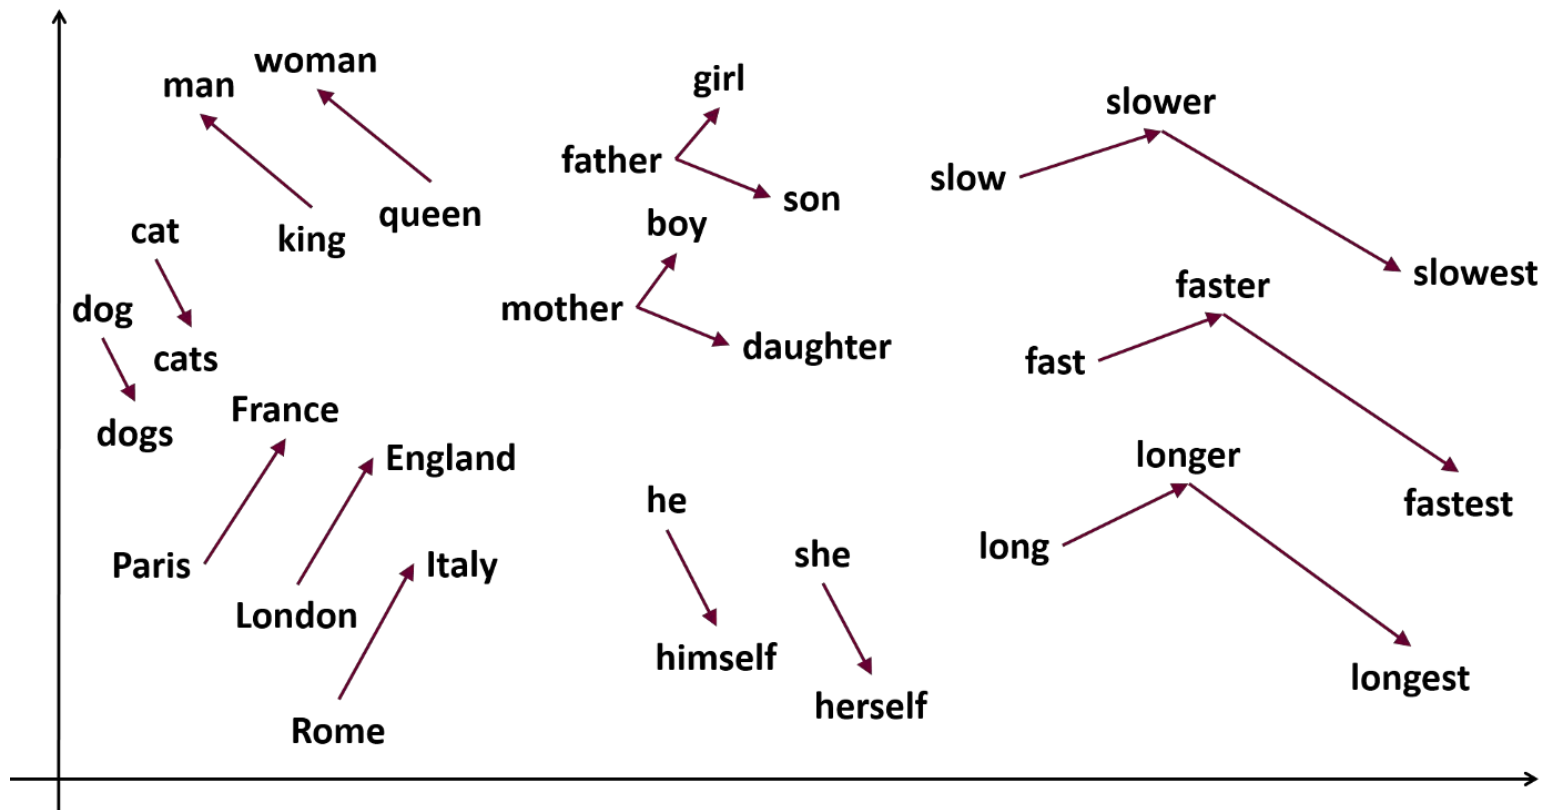 woman
man
queen
king
cat
dog
cats
dogs
France
England
Paris
London
Italy
Rome
girl
father
son
boy
mother
daughter
he
she
himself
herself
slower
slow
slowest
faster
fast
fastest
longer
long
longest